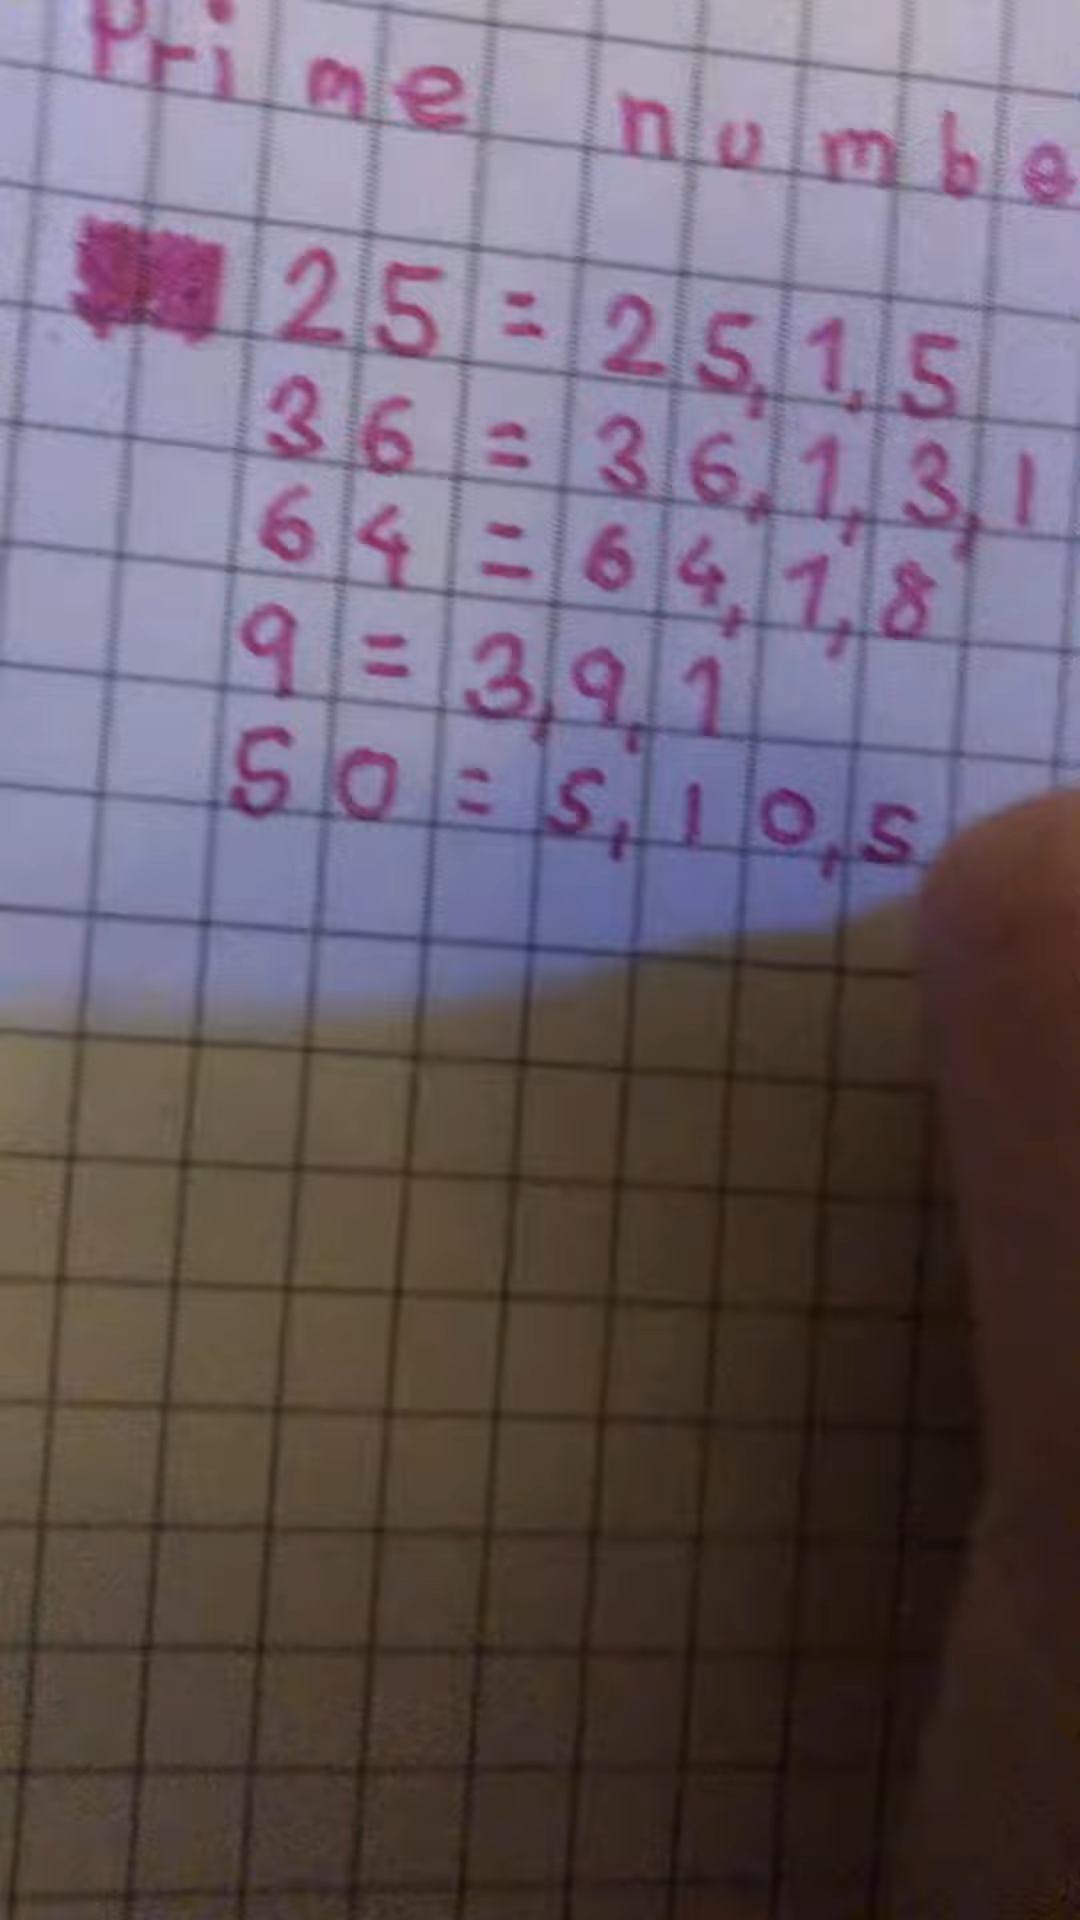 Prime numbe
25 = 25,1,5
36 = 36,1,3,1
64 = 64,1,8
9 = 3,9,1
50 = 5,10,5